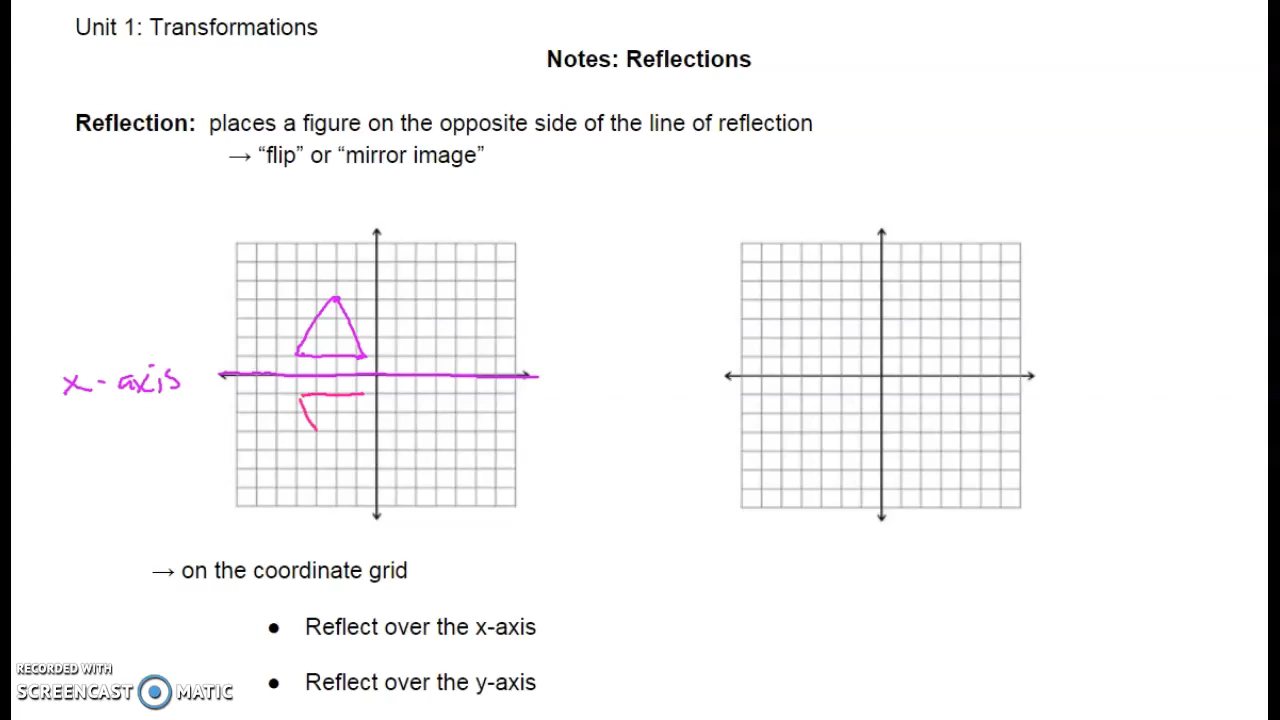 Unit 1: Transformations
Notes: Reflections
Reflection: places a figure on the opposite side of the line of reflection
→ “flip” or “mirror image”
x-axis
→ on the coordinate grid
● Reflect over the x-axis
● Reflect over the y-axis
RECORDED WITH
SCREENCAST MATIC